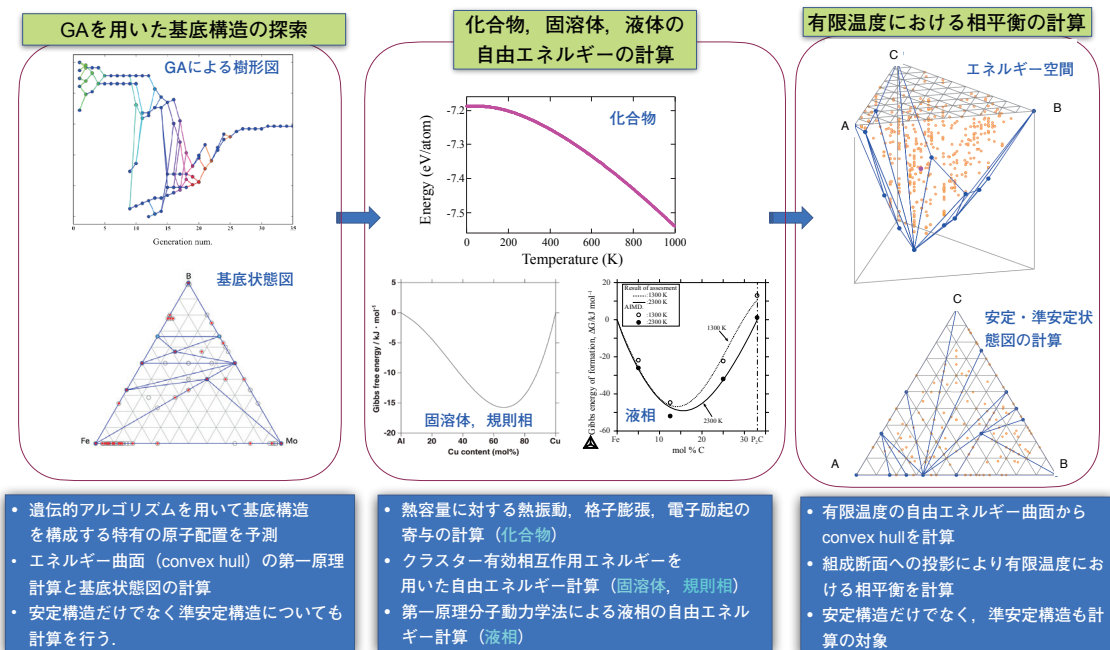 GAを用いた基底構造の探索
GAによる樹形図
0 5 10 15 20 25 30 35
Generation num.
基底状態図
B
Fe
Mo
化合物，固溶体，液体の
自由エネルギーの計算
化合物
Energy (eV/atom)
-7.2
-7.3
-7.4
-7.5
0 200 400 600 800 1000
Temperature (K)
Gibbs free energy / kJ・mol⁻¹
5
0
-5
-10
-15
-20
固溶体，規則相
Al 20 40 60 80 Cu
Cu content (mol%)
Gibbs energy of formation, ΔG/kJ mol⁻¹
20
10
0
-20
-40
-60
Result of assesment
:1300 K
:2300 K
AIMD
:1300 K
:2300 K
1300 K
2300 K
液相
Fe 10 20 30 P,C
mol % C
有限温度における相平衡の計算
C
エネルギー空間
B
A
C
安定・準安定状
態図の計算
A
B
• 遺伝的アルゴリズムを用いて基底構造
を構成する特有の原子配置を予測
• エネルギー曲面（convex hull）の第一原理
計算と基底状態図の計算
• 安定構造だけでなく準安定構造についても
計算を行う.
• 熱容量に対する熱振動，格子膨張，電子励起の
寄与の計算（化合物）
• クラスター有効相互作用エネルギーを
用いた自由エネルギー計算（固溶体，規則相）
• 第一原理分子動力学法による液相の自由エネル
ギー計算（液相）
• 有限温度の自由エネルギー曲面から
convex hullを計算
• 組成断面への投影により有限温度にお
ける相平衡を計算
• 安定構造だけでなく，準安定構造も計
算の対象